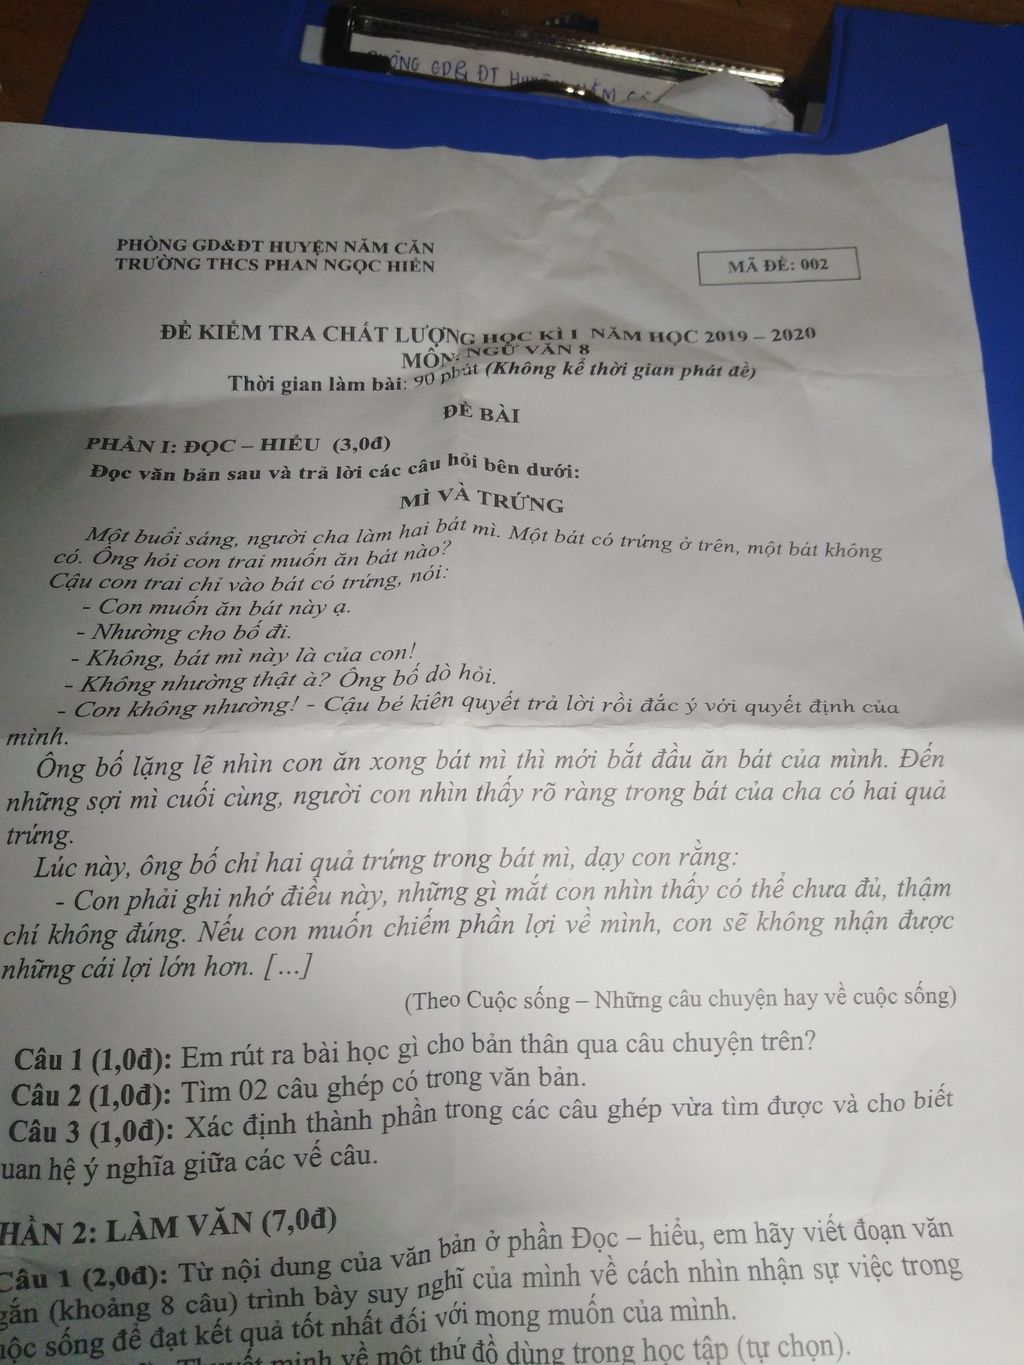 PHÒNG GD&ĐT HUYỆN NĂM CĂN
PHÒNG GDĐT HUYỆN NĂM CĂN
TRƯỜNG THCS PHAN NGỌC HIỂN
MÃ ĐỀ: 002
ĐỀ KIỂM TRA CHẤT LƯỢNG HỌC KÌ I NĂM HỌC 2019 – 2020
MÔN: NGỮ VĂN 8
Thời gian làm bài: 90 phút (Không kể thời gian phát đề)
ĐỀ BÀI
PHẦN I: ĐỌC – HIỂU (3,0đ)
Đọc văn bản sau và trả lời các câu hỏi bên dưới:
MÌ VÀ TRỨNG
Một buổi sáng, người cha làm hai bát mì. Một bát có trứng ở trên, một bát không
có. Ông hỏi con trai muốn ăn bát nào?
Cậu con trai chỉ vào bát có trứng, nói:
- Con muốn ăn bát này ạ.
- Nhường cho bố đi.
- Không, bát mì này là của con!
- Không nhường thật à? Ông bố dò hỏi.
- Con không nhường! - Cậu bé kiên quyết trả lời rồi đắc ý với quyết định của
mình.
Ông bố lặng lẽ nhìn con ăn xong bát mì thì mới bắt đầu ăn bát của mình. Đến
những sợi mì cuối cùng, người con nhìn thấy rõ ràng trong bát của cha có hai quả
trứng.
Lúc này, ông bố chỉ hai quả trứng trong bát mì, dạy con rằng:
- Con phải ghi nhớ điều này, những gì mắt con nhìn thấy có thể chưa đủ, thậm
chí không đúng. Nếu con muốn chiếm phần lợi về mình, con sẽ không nhận được
những cái lợi lớn hơn. [...]
(Theo Cuộc sống – Những câu chuyện hay về cuộc sống)
Câu 1 (1,0đ): Em rút ra bài học gì cho bản thân qua câu chuyện trên?
Câu 2 (1,0đ): Tìm 02 câu ghép có trong văn bản.
Câu 3 (1,0đ): Xác định thành phần trong các câu ghép vừa tìm được và cho biết
uan hệ ý nghĩa giữa các vế câu.
HẦN 2: LÀM VĂN (7,0đ)
Câu 1 (2,0đ): Từ nội dung của văn bản ở phần Đọc – hiểu, em hãy viết đoạn văn
gắn (khoảng 8 câu) trình bày suy nghĩ của mình về cách nhìn nhận sự việc trong
uộc sống để đạt kết quả tốt nhất đối với mong muốn của mình.
Thuyết minh về một thứ đồ dùng trong học tập (tự chọn).